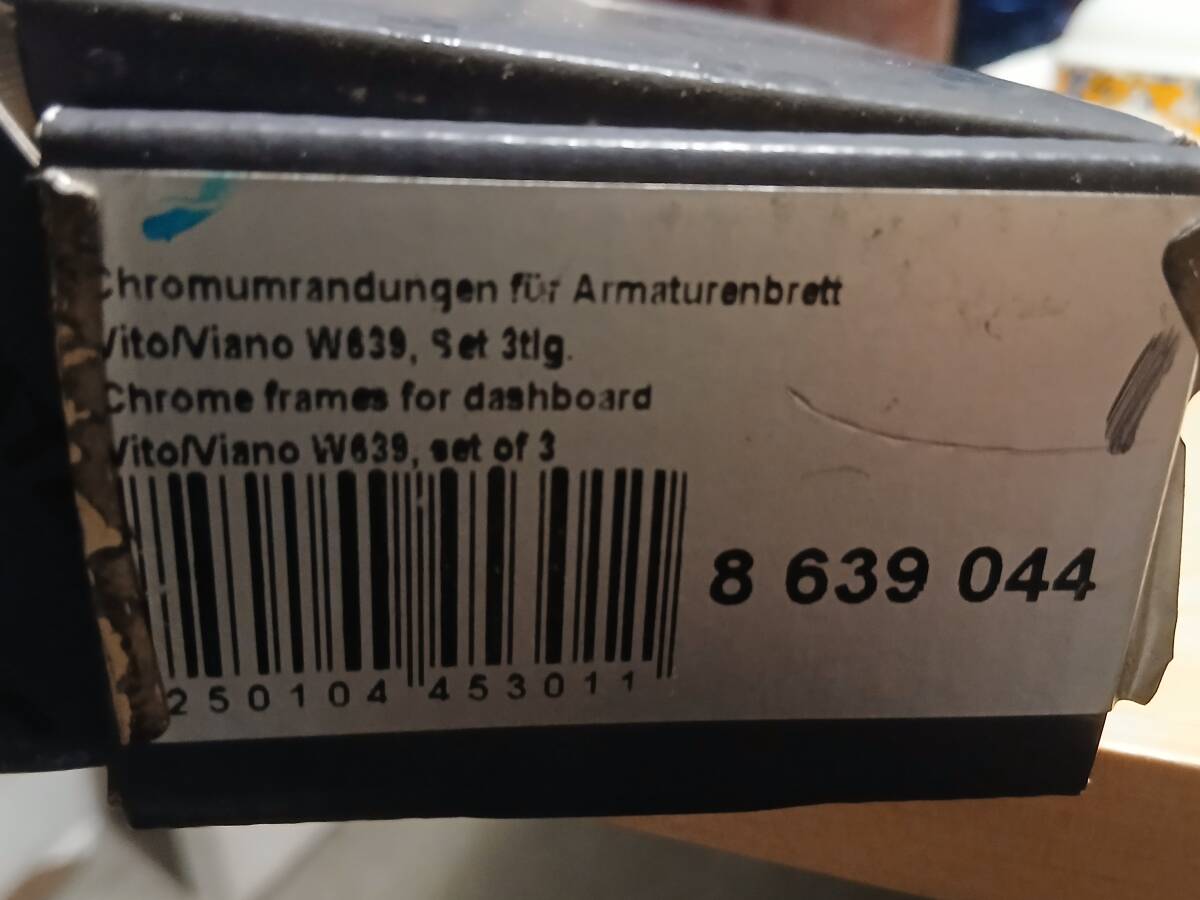 Chromumrandungen für Armaturenbrett
Vito/Viano W639, Set 3tlg.
Chrome frames for dashboard
Vito/Viano W639, set of 3
8 639 044
250104 453011